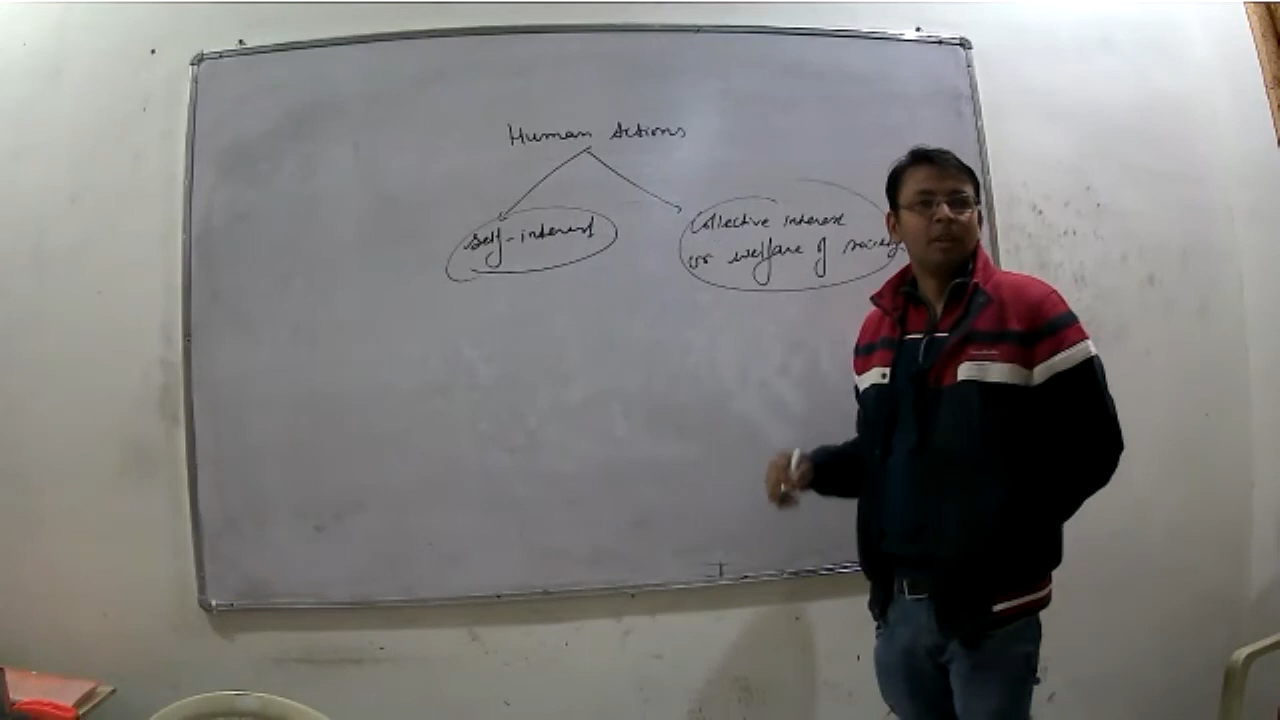 Human Actions
self-interest
Collective interest
or welfare of society